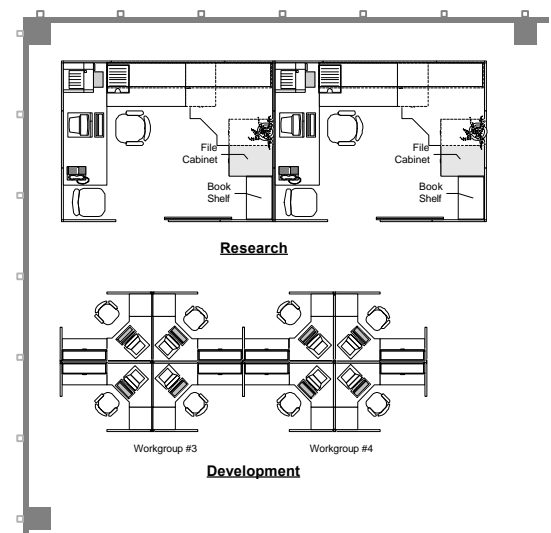 File
Cabinet
Book
Shelf
File
Cabinet
Book
Shelf
Research
Workgroup #3
Workgroup #4
Development